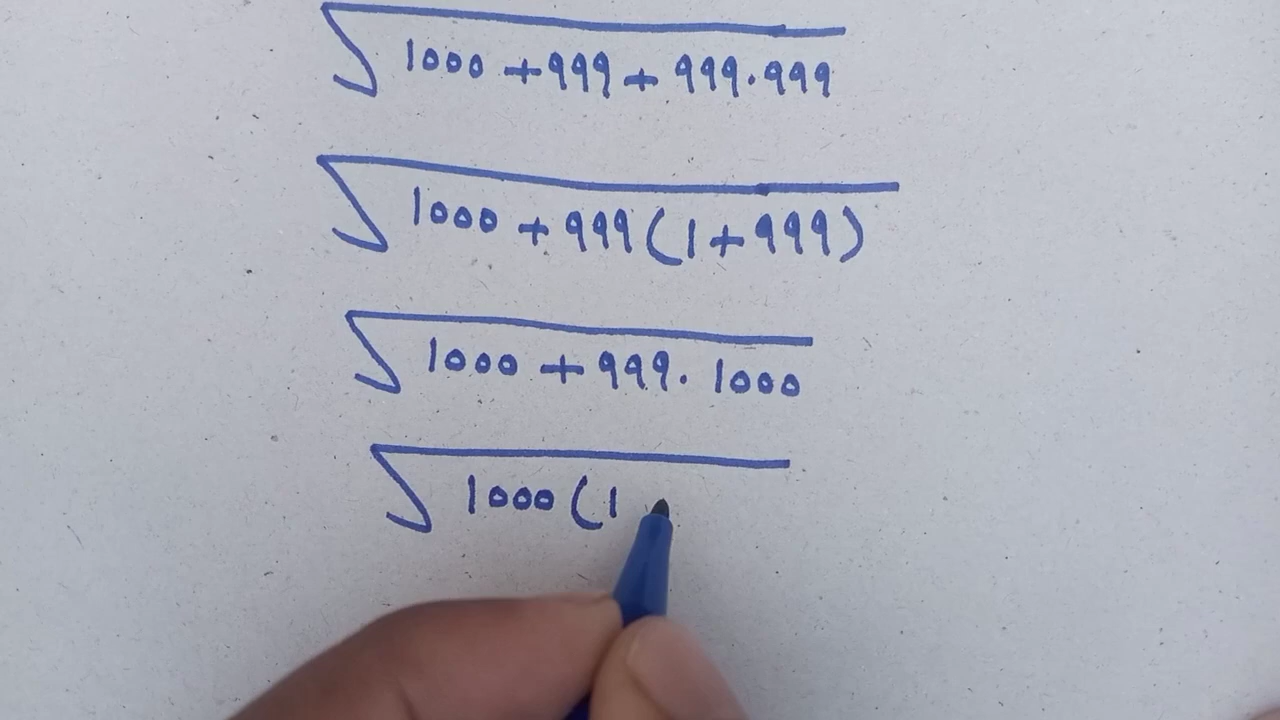 √1000 + 999 + 999·999
√1000 + 999(1 + 999)
√1000 + 999· 1000
√1000 (1